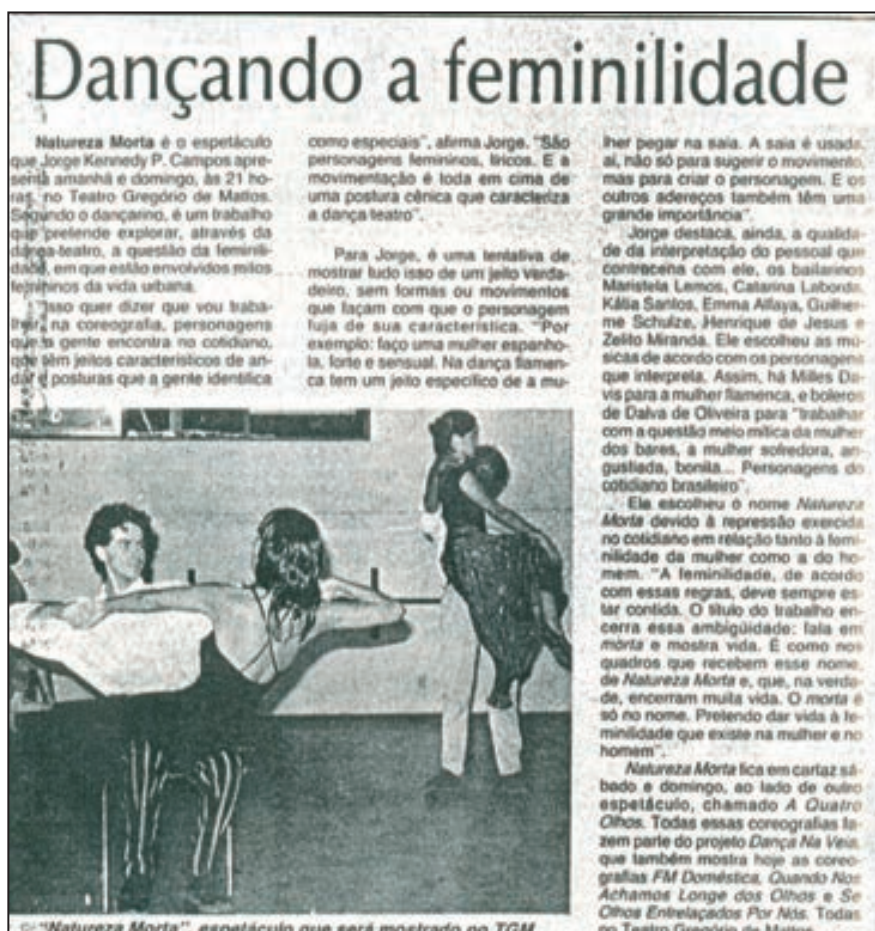 Dançando a feminilidade
Natureza Morta é o espetáculo
que Jorge Kennedy P. Campos apre-
senta amanhã e domingo, às 21 ho-
ras, no Teatro Gregório de Mattos.
Segundo o dançarino, é um trabalho
que pretende explorar, através da
dança-teatro, a questão da feminili-
dade, em que estão envolvidos mitos
femininos da vida urbana.
"Isso quer dizer que vou traba-
lhar, na coreografia, personagens
que a gente encontra no cotidiano,
que têm jeitos característicos de an-
dar e posturas que a gente identifica
como especiais", afirma Jorge. "São
personagens femininos, líricos. E a
movimentação é toda em cima de
uma postura cênica que caracteriza
a dança teatro".
Para Jorge, é uma tentativa de
mostrar tudo isso de um jeito verda-
deiro, sem formas ou movimentos
que façam com que o personagem
fuja de sua característica. "Por
exemplo: faço uma mulher espanho-
la, forte e sensual. Na dança flamen-
ca tem um jeito específico de a mu-
lher pegar na saia. A saia é usada,
aí, não só para sugerir o movimento,
mas para criar o personagem. E os
outros adereços também têm uma
grande importância".
Jorge destaca, ainda, a qualida-
de da interpretação do pessoal que
contracena com ele, os bailarinos
Maristela Lemos, Catarina Laborda,
Kátia Santos, Emma Alfaya, Guilher-
me Schulze, Henrique de Jesus e
Zelito Miranda. Ele escolheu as mú-
sicas de acordo com os personagens
que interpreta. Assim, há Milles Da-
vis para a mulher flamenca, e boleros
de Dalva de Oliveira para "trabalhar
com a questão meio mítica da mulher
dos bares, a mulher sofredora, an-
gustiada, bonita... Personagens do
cotidiano brasileiro".
Ele escolheu o nome Natureza
Morta devido à repressão exercida
no cotidiano em relação tanto à femi-
nilidade da mulher como a do ho-
mem. "A feminilidade, de acordo
com essas regras, deve sempre es-
tar contida. O título do trabalho en-
cerra essa ambigüidade: fala em
morta e mostra vida. É como nos
quadros que recebem esse nome,
de Natureza Morta e, que, na verda-
de, encerram muita vida. O morta é
só no nome. Pretendo dar vida à fe-
minilidade que existe na mulher e no
homem".
Natureza Morta fica em cartaz sá-
bado e domingo, ao lado de outro
espetáculo, chamado A Quatro
Olhos. Todas essas coreografias fa-
zem parte do projeto Dança Na Veia,
que também mostra hoje as coreo-
grafias FM Doméstica, Quando Nos
Achamos Longe dos Olhos e Se
Olhos Entrelaçados Por Nós. Todas
no Teatro Gregório de Mattos.
"Natureza Morta", espetáculo que será mostrado no TGM